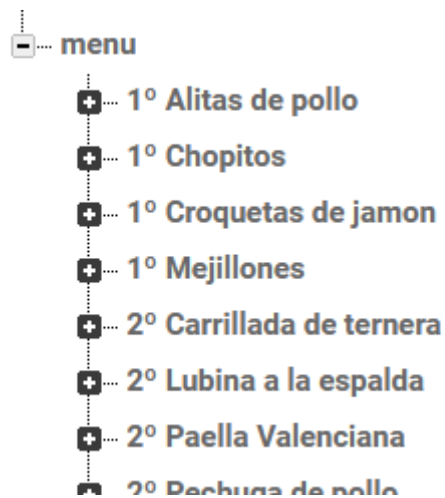 menu
1º Alitas de pollo
1º Chopitos
1º Croquetas de jamon
1º Mejillones
2º Carrillada de ternera
2º Lubina a la espalda
2º Paella Valenciana
2º Pechuga de pollo